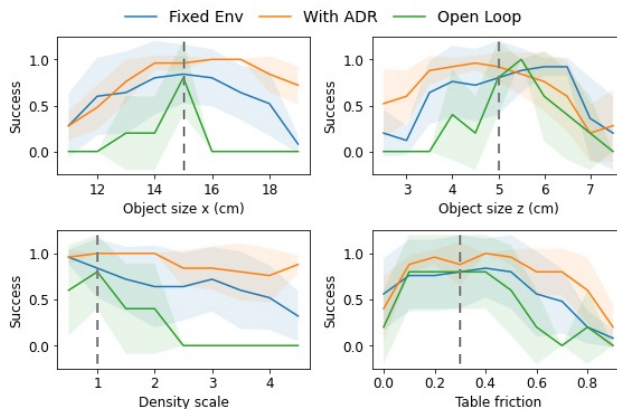 Fixed Env With ADR Open Loop
Success
1.0
0.5
0.0
12 14 16 18
Object size x (cm)
Success
1.0
0.5
0.0
3 4 5 6 7
Object size z (cm)
Success
1.0
0.5
0.0
1 2 3 4
Density scale
Success
1.0
0.5
0.0
0.0 0.2 0.4 0.6 0.8
Table friction